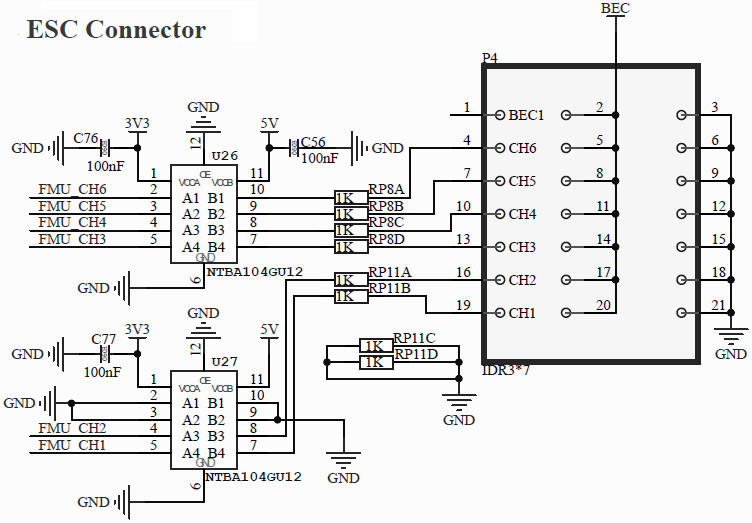 ESC Connector
BEC
P4
GND
3V3
5V
C76
C56
GND
100nF
12
U26
100nF
GND
1 VCCA OE VCCB 11
FMU_CH6 2 A1 B1 10 1K RP8A
FMU_CH5 3 A2 B2 9 1K RP8B
FMU_CH4 4 A3 B3 8 1K RP8C
FMU_CH3 5 A4 B4 7 1K RP8D
GND
NTBA104GU12
GND
6
1K RP11A
1K RP11B
1 BEC1 2 3
4 CH6 5 6
7 CH5 8 9
10 CH4 11 12
13 CH3 14 15
16 CH2 17 18
19 CH1 20 21
IDR3*7
GND
GND
3V3
5V
C77
GND
100nF
12
U27
1 VCCA OE VCCB 11
GND 2 A1 B1 10
3 A2 B2 9
FMU_CH2 4 A3 B3 8
FMU_CH1 5 A4 B4 7
GND
NTBA104GU12
GND
6
GND
1K RP11C
1K RP11D
GND